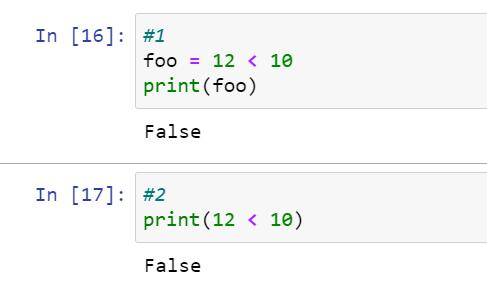 In [16]: #1
foo = 12 < 10
print(foo)
False
In [17]: #2
print(12 < 10)
False